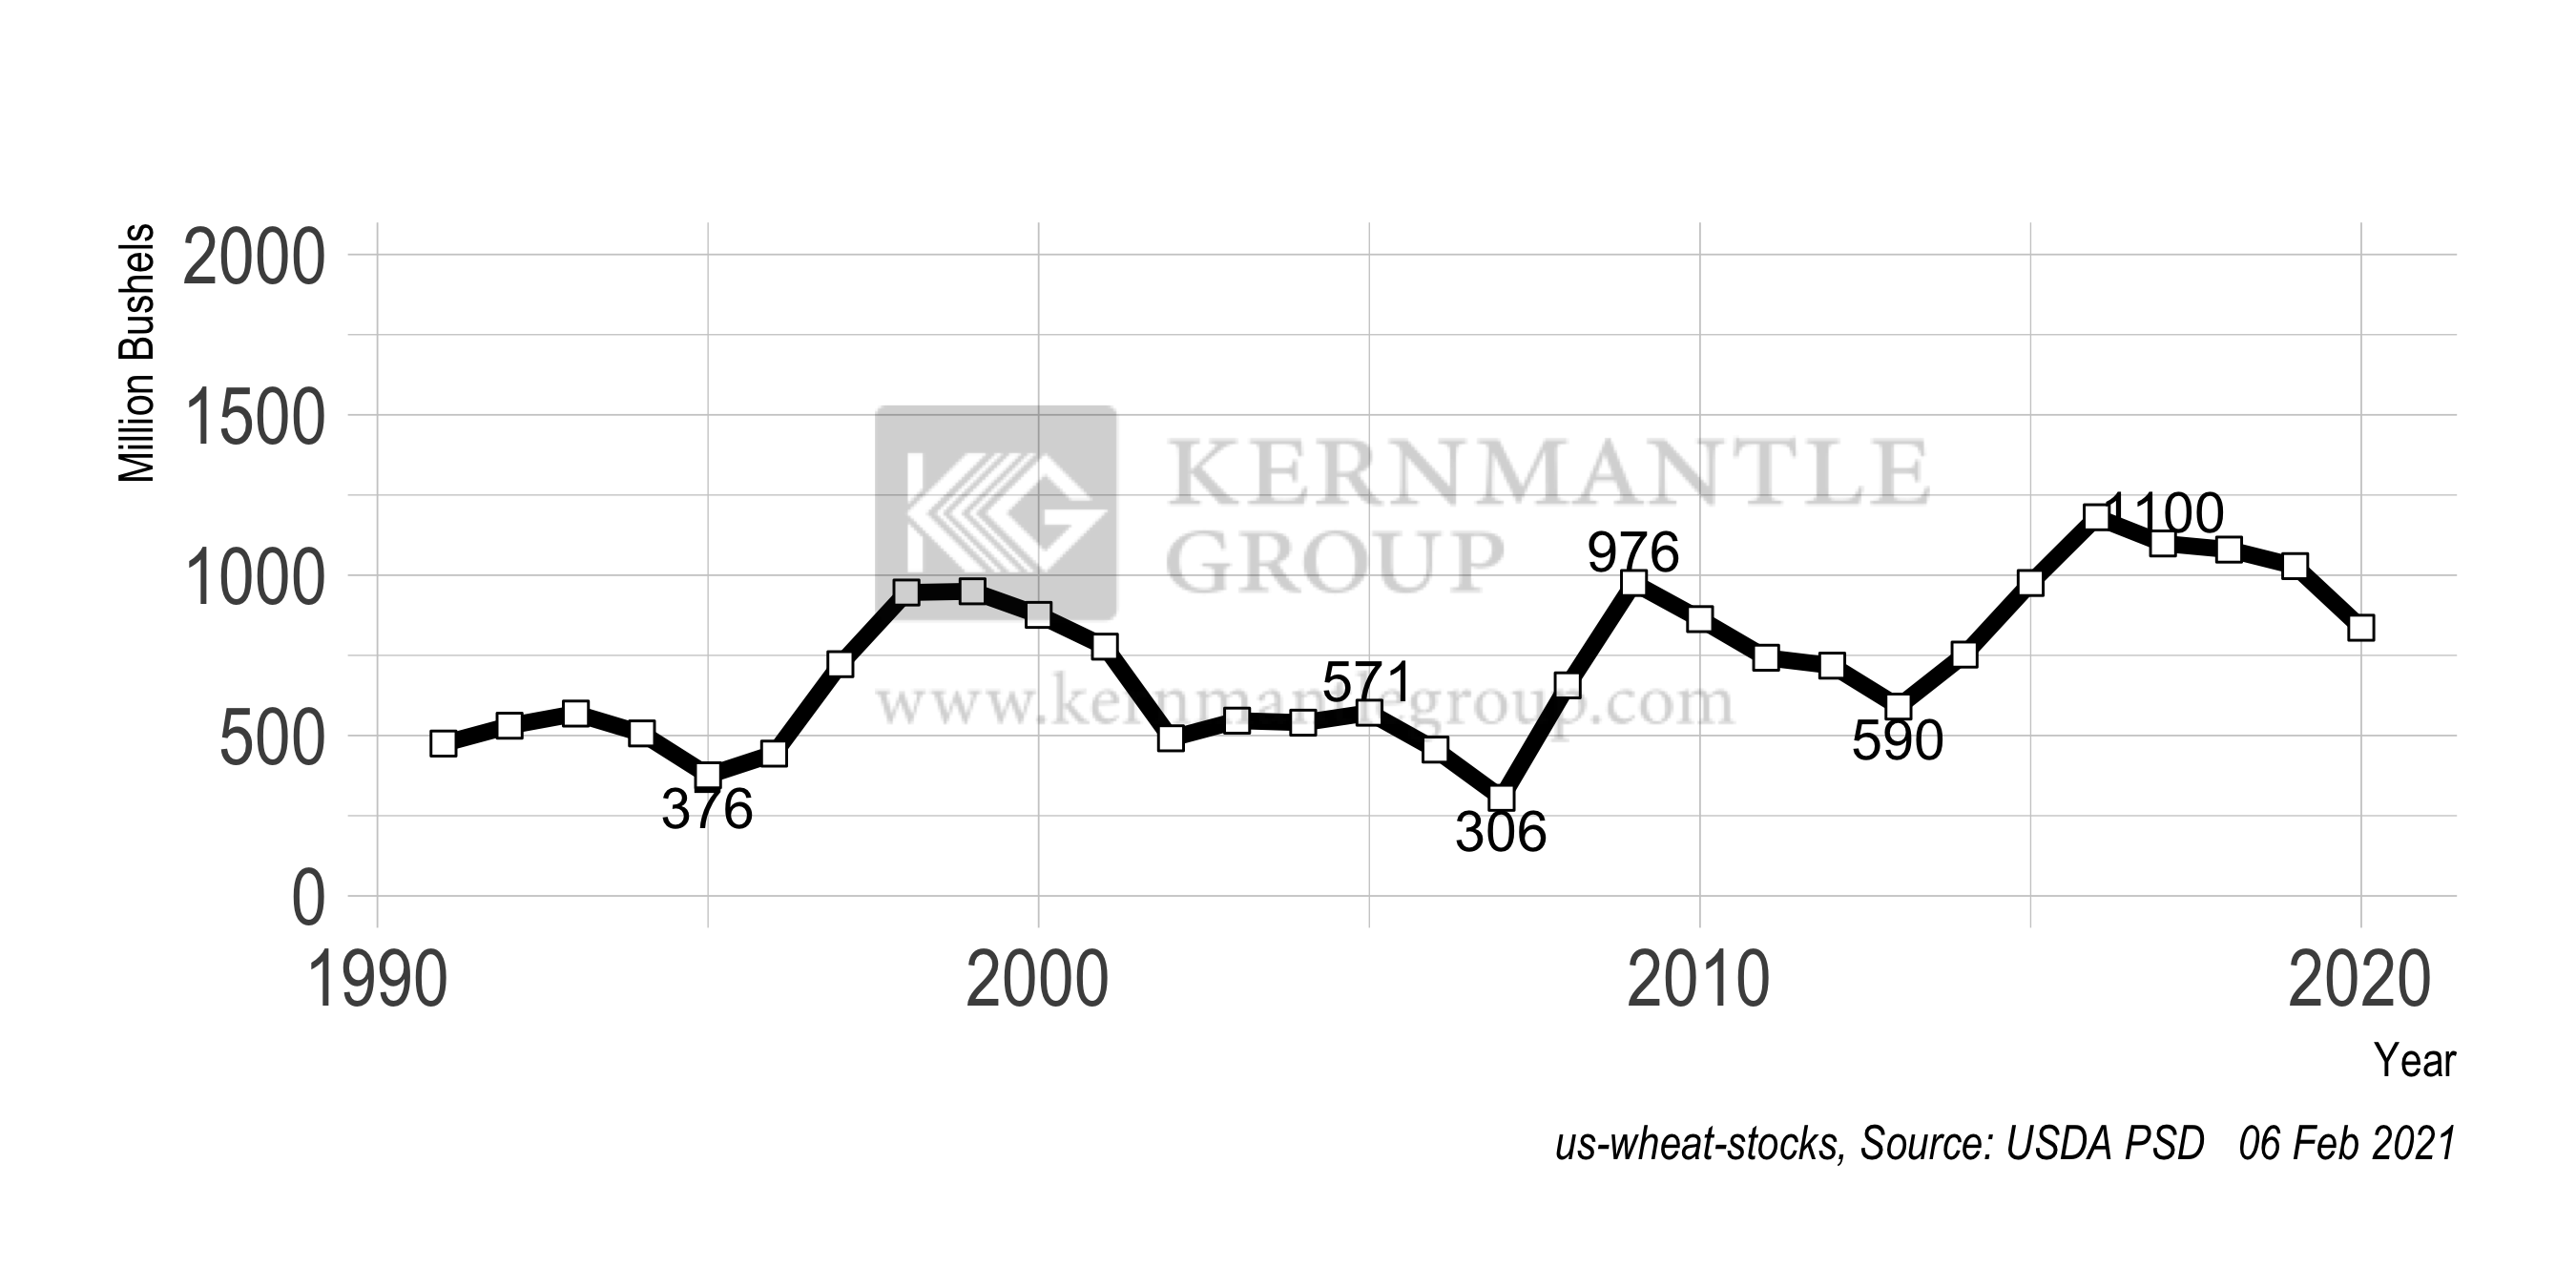 Million Bushels
2000
1500
1000
500
0
KG KERNMANTLE
GROUP
www.kernmantlegroup.com
376
571
306
976
590
1100
1990 2000 2010 2020
Year
us-wheat-stocks, Source: USDA PSD 06 Feb 2021